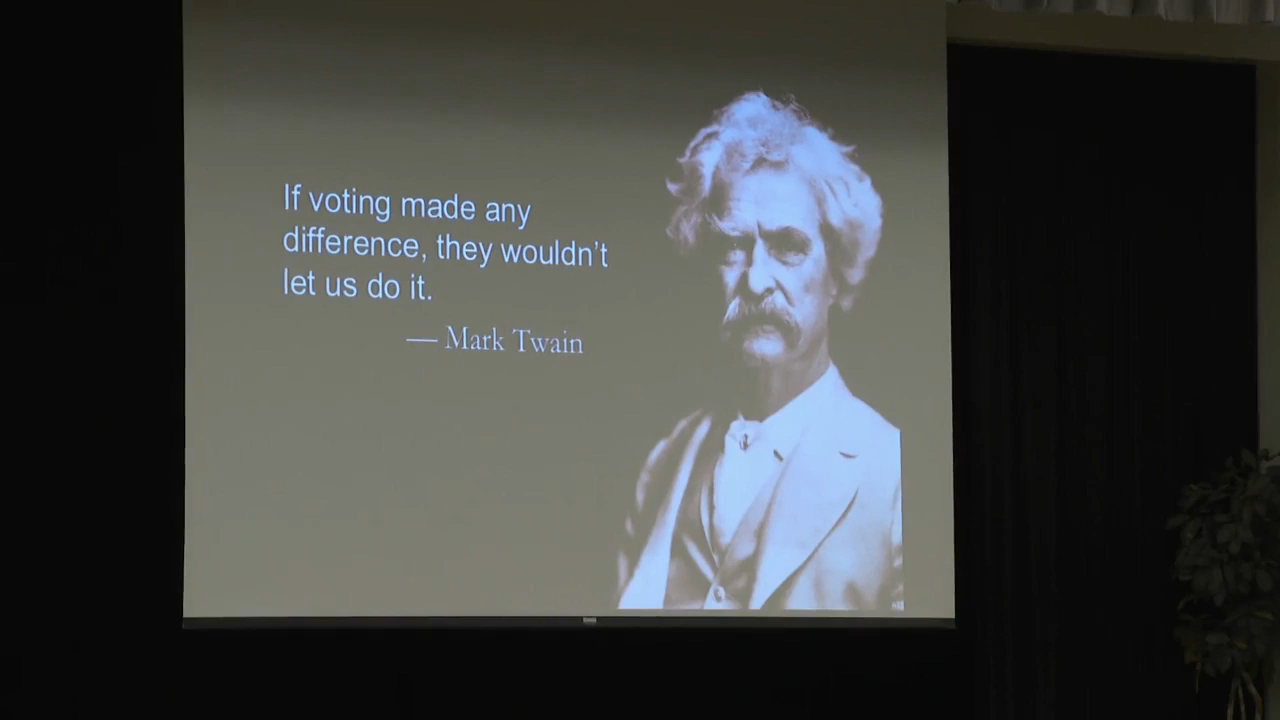 If voting made any
difference, they wouldn’t
let us do it.
— Mark Twain